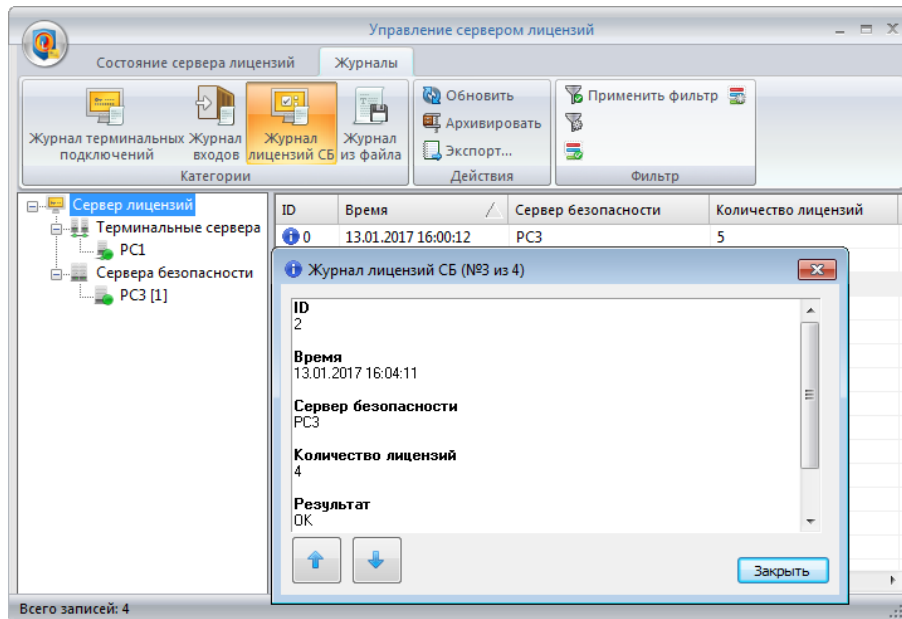 Управление сервером лицензий
Состояние сервера лицензий Журналы
Журнал терминальных подключений
Журнал входов
Журнал лицензий СБ
Журнал из файла
Категории
Обновить
Архивировать
Экспорт...
Действия
Применить фильтр
Фильтр
Сервер лицензий
Терминальные сервера
PC1
Сервера безопасности
PC3 [1]
ID Время Сервер безопасности Количество лицензий
0 13.01.2017 16:00:12 PC3 5
Журнал лицензий СБ (№3 из 4)
ID
2
Время
13.01.2017 16:04:11
Сервер безопасности
PC3
Количество лицензий
4
Результат
OK
Закрыть
Всего записей: 4